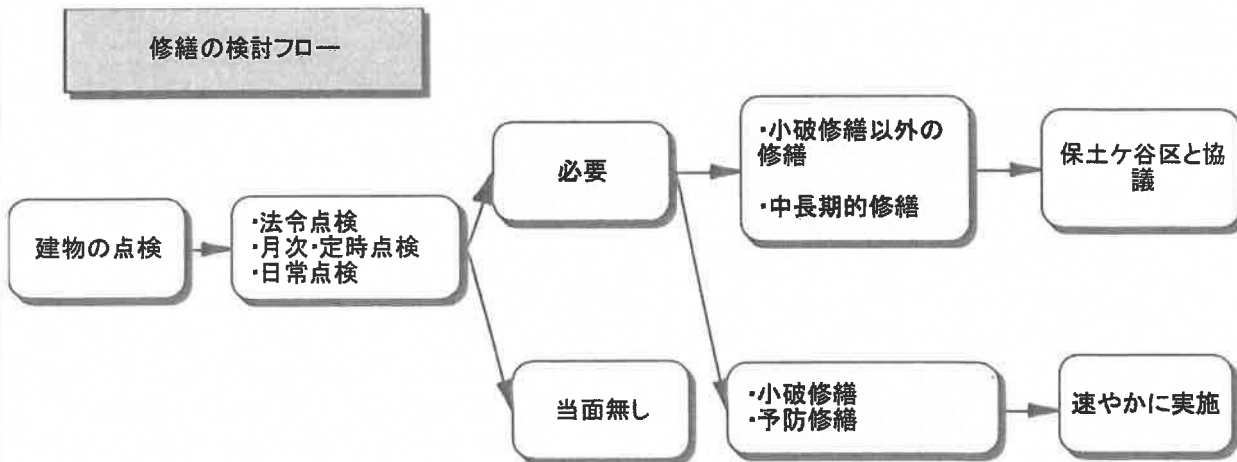 修繕の検討フロー
建物の点検
・法令点検
・月次・定時点検
・日常点検
必要
当面無し
・小破修繕以外の
修繕
・中長期的修繕
保土ケ谷区と協
議
・小破修繕
・予防修繕
速やかに実施